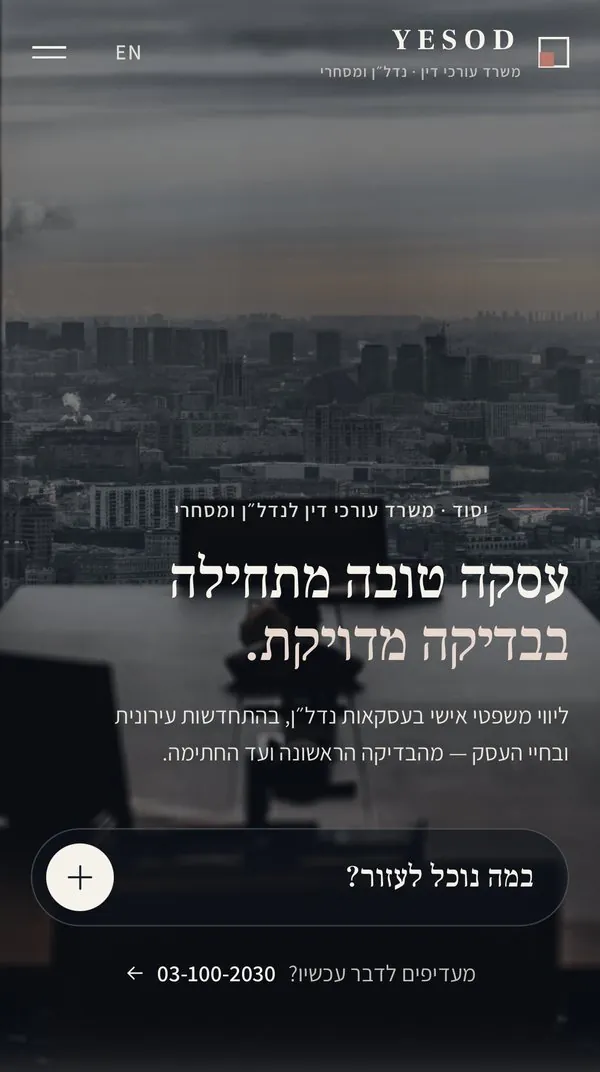 YESOD
משרד עורכי דין · נדל״ן ומסחרי
EN
יסוד · משרד עורכי דין לנדל״ן ומסחרי
עסקה טובה מתחילה
בבדיקה מדויקת.
ליווי משפטי אישי בעסקאות נדל״ן, בהתחדשות עירונית
ובחיי העסק — מהבדיקה הראשונה ועד החתימה.
במה נוכל לעזור?
מעדיפים לדבר עכשיו? 03-100-2030 ←